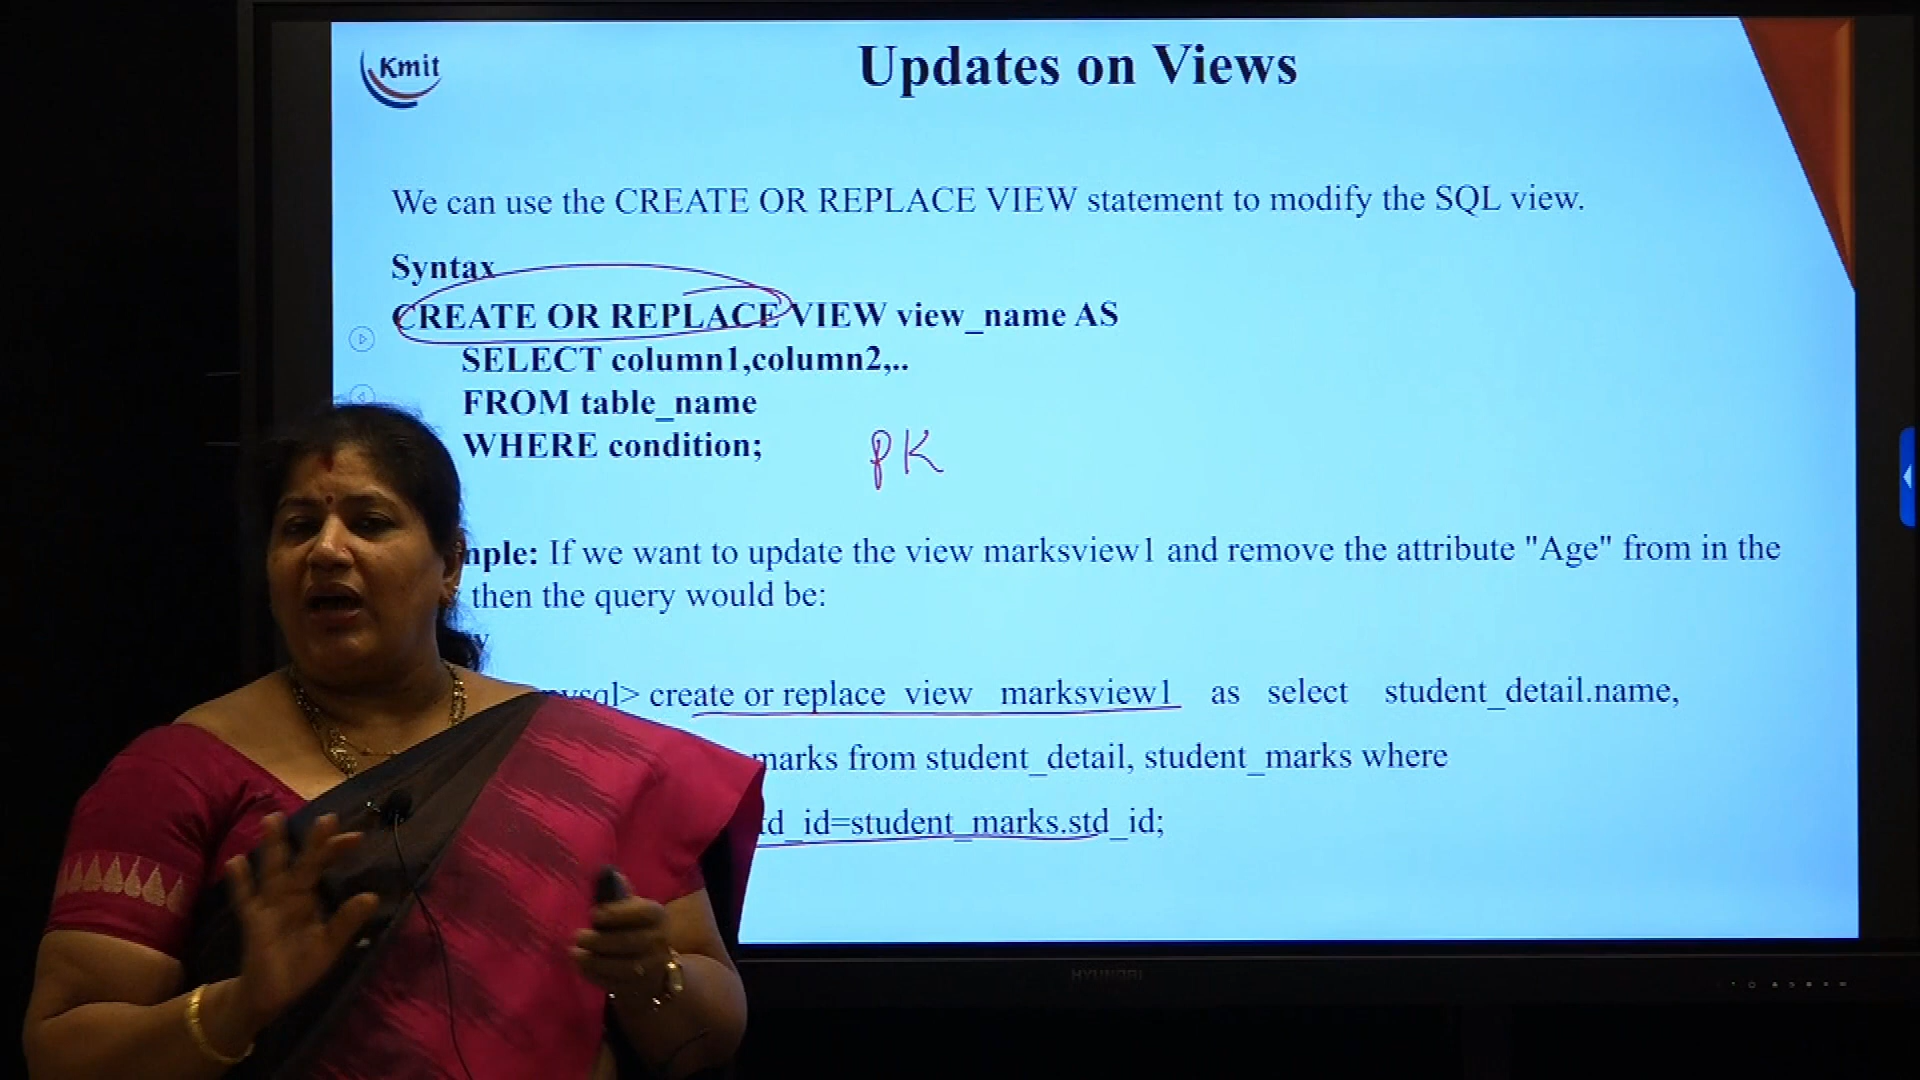 Kmit
Updates on Views
We can use the CREATE OR REPLACE VIEW statement to modify the SQL view.
Syntax
CREATE OR REPLACE VIEW view_name AS
SELECT column1,column2,..
FROM table_name
WHERE condition;
PK
mple: If we want to update the view marksview1 and remove the attribute "Age" from in the
then the query would be:
y
mysql> create or replace view marksview1 as select student_detail.name,
marks from student_detail, student_marks where
td_id=student_marks.std_id;
HYUNDAI